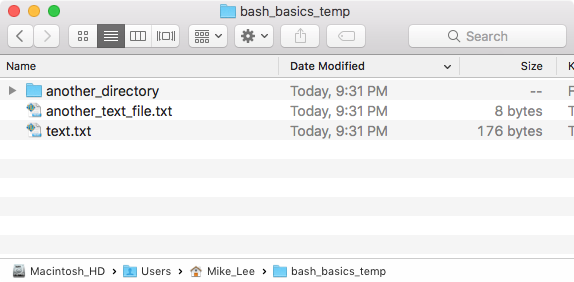 bash_basics_temp
Search
Name Date Modified Size K
another_directory Today, 9:31 PM -- F
another_text_file.txt Today, 9:31 PM 8 bytes
text.txt Today, 9:31 PM 176 bytes
Macintosh_HD Users Mike_Lee bash_basics_temp